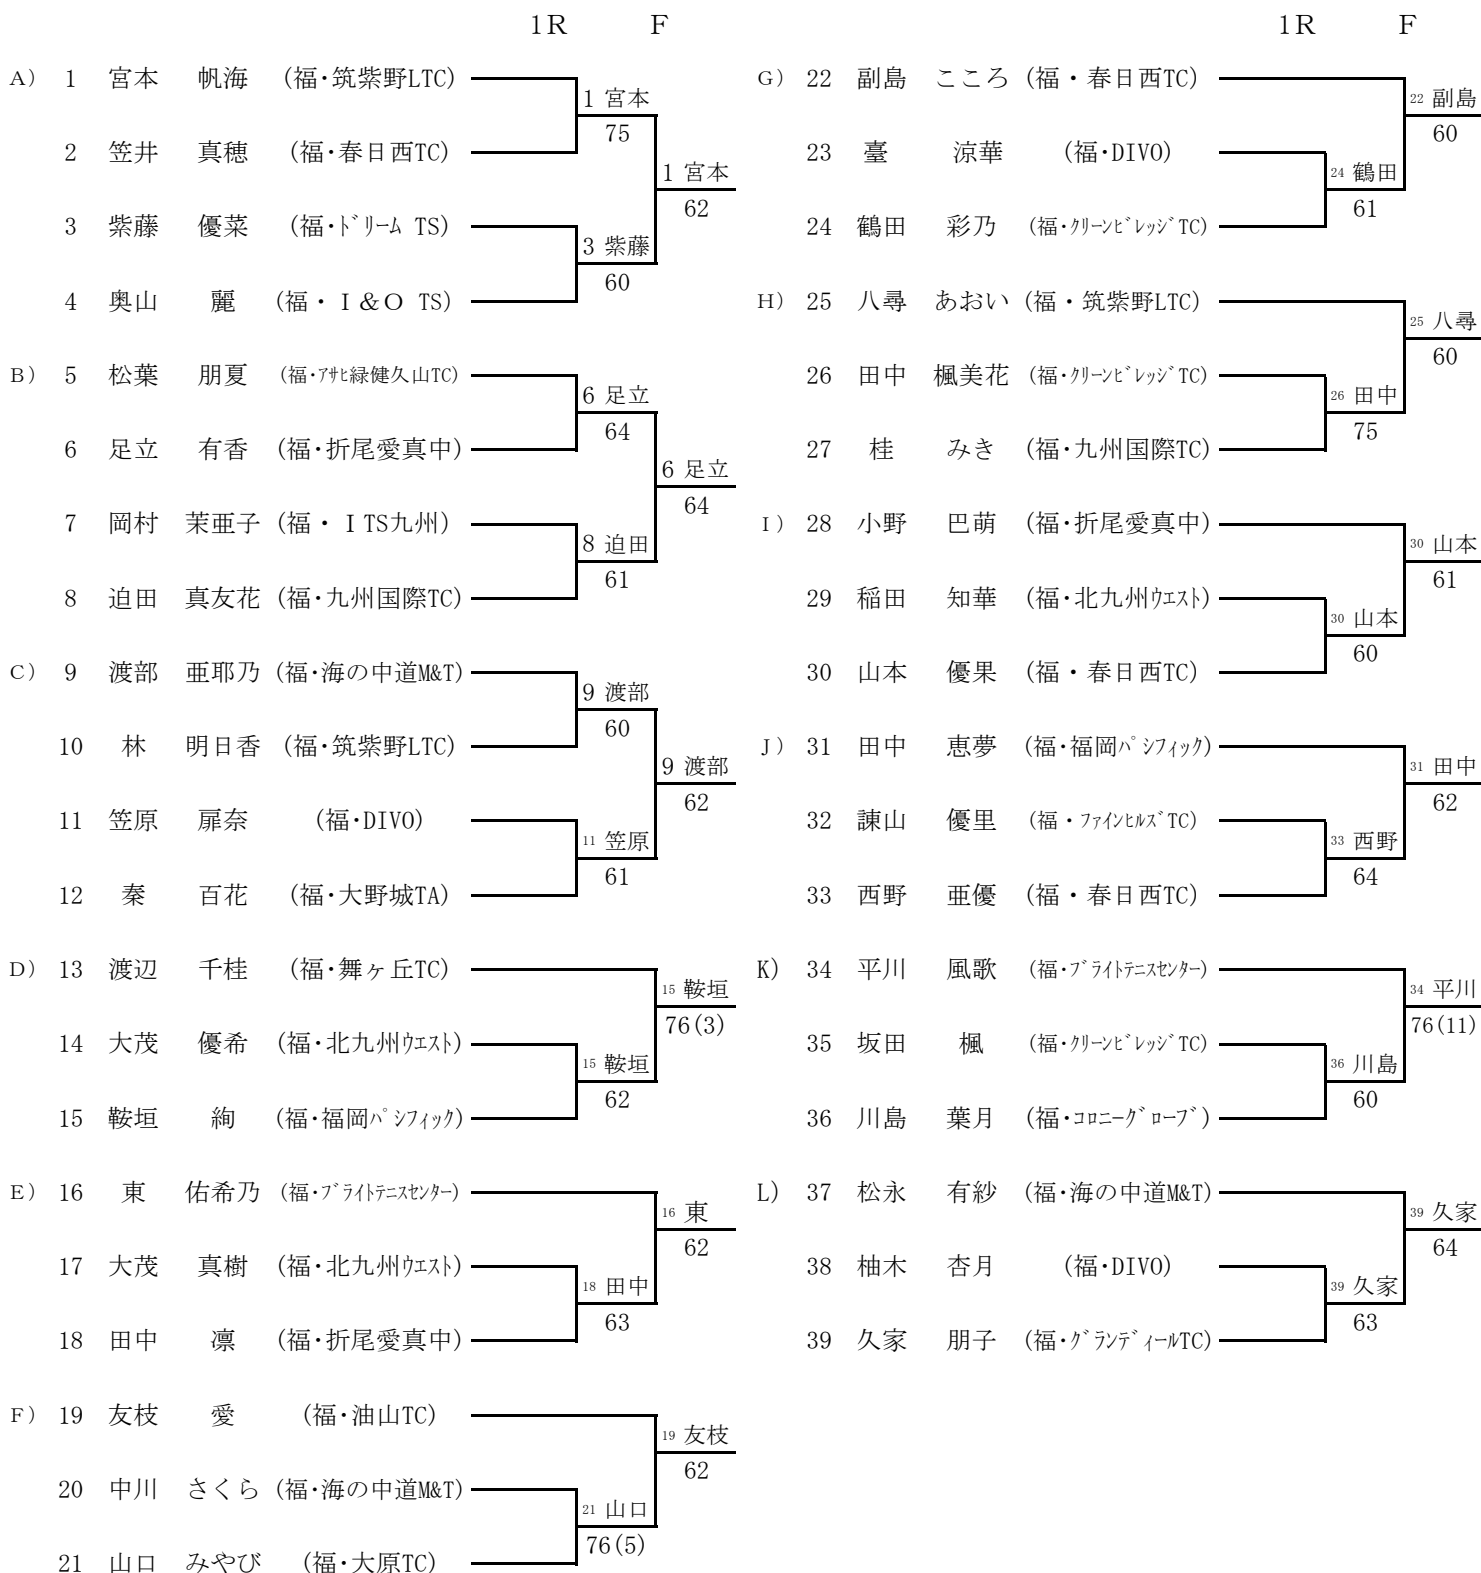 1R F
A) 1 宮本 帆海 (福・筑紫野LTC)
1 宮本
75
2 笠井 真穂 (福・春日西TC)
1 宮本
62
3 紫藤 優菜 (福・ﾄﾞﾘｰﾑ TS)
3 紫藤
60
4 奥山 麗 (福・Ｉ&Ｏ TS)
B) 5 松葉 朋夏 (福・ｱｻﾋ緑健久山TC)
6 足立
64
6 足立 有香 (福・折尾愛真中)
6 足立
64
7 岡村 茉亜子 (福・ＩTS九州)
8 迫田
61
8 迫田 真友花 (福・九州国際TC)
C) 9 渡部 亜耶乃 (福・海の中道M&T)
9 渡部
60
10 林 明日香 (福・筑紫野LTC)
9 渡部
62
11 笠原 扉奈 (福・DIVO)
11 笠原
61
12 秦 百花 (福・大野城TA)
D) 13 渡辺 千桂 (福・舞ヶ丘TC)
15 鞍垣
76(3)
14 大茂 優希 (福・北九州ｳｴｽﾄ)
15 鞍垣
62
15 鞍垣 絢 (福・福岡ﾊﾟｼﾌｨｯｸ)
E) 16 東 佑希乃 (福・ﾌﾞﾗｲﾄﾃﾆｽｾﾝﾀｰ)
16 東
62
17 大茂 真樹 (福・北九州ｳｴｽﾄ)
18 田中
63
18 田中 凛 (福・折尾愛真中)
F) 19 友枝 愛 (福・油山TC)
19 友枝
62
20 中川 さくら (福・海の中道M&T)
21 山口
76(5)
21 山口 みやび (福・大原TC)
1R F
G) 22 副島 こころ (福・春日西TC)
22 副島
60
23 臺 涼華 (福・DIVO)
24 鶴田
61
24 鶴田 彩乃 (福・ｸﾘｰﾝﾋﾞﾚｯｼﾞTC)
H) 25 八尋 あおい (福・筑紫野LTC)
25 八尋
60
26 田中 楓美花 (福・ｸﾘｰﾝﾋﾞﾚｯｼﾞTC)
26 田中
75
27 桂 みき (福・九州国際TC)
I) 28 小野 巴萌 (福・折尾愛真中)
30 山本
61
29 稲田 知華 (福・北九州ｳｴｽﾄ)
30 山本
60
30 山本 優果 (福・春日西TC)
J) 31 田中 恵夢 (福・福岡ﾊﾟｼﾌｨｯｸ)
31 田中
62
32 諌山 優里 (福・ﾌｧｲﾝﾋﾙｽﾞTC)
33 西野
64
33 西野 亜優 (福・春日西TC)
K) 34 平川 風歌 (福・ﾌﾞﾗｲﾄﾃﾆｽｾﾝﾀｰ)
34 平川
76(11)
35 坂田 楓 (福・ｸﾘｰﾝﾋﾞﾚｯｼﾞTC)
36 川島
60
36 川島 葉月 (福・ｺﾛﾆｰｸﾞﾛｰﾌﾞ)
L) 37 松永 有紗 (福・海の中道M&T)
39 久家
64
38 柚木 杏月 (福・DIVO)
39 久家
63
39 久家 朋子 (福・ｸﾞﾗﾝﾃﾞｨｰﾙTC)